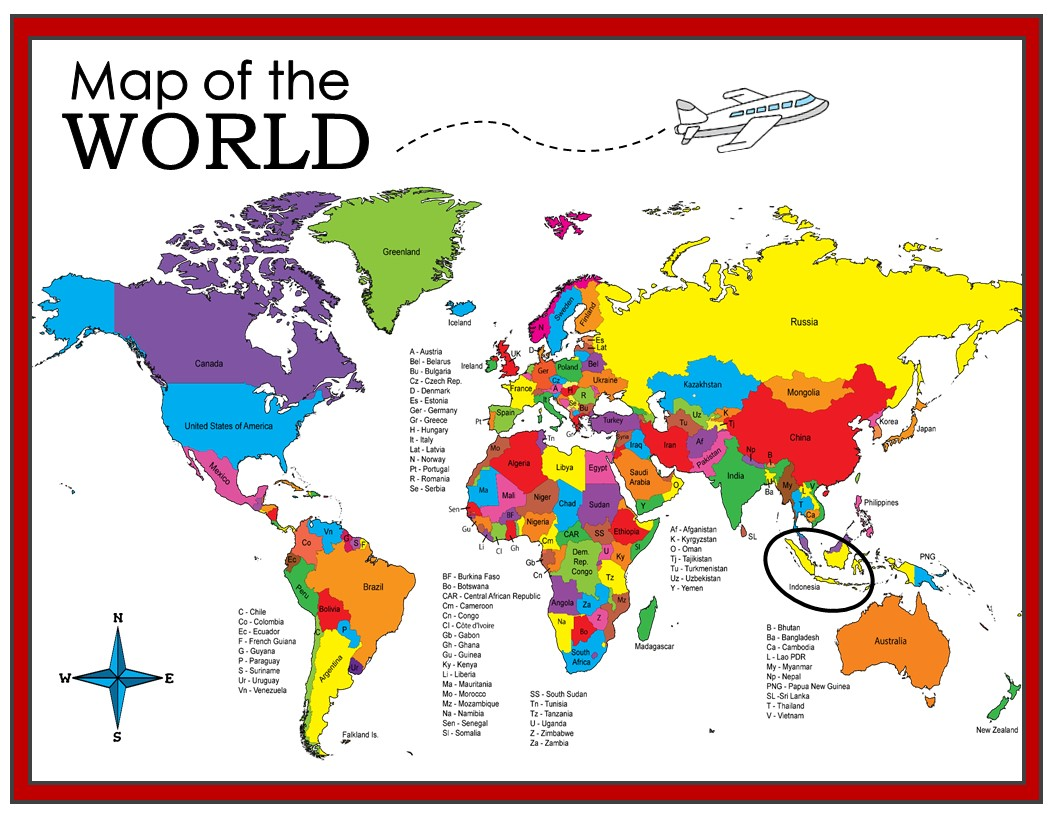 Map of the
WORLD
Greenland
Iceland
Canada
United States of America
Mexico
Russia
Sweden
Finland
N
Es
Lat
D
UK
Ireland
Ger
Poland
Bel
Cz
Ukraine
France
A
H
R
Se
Bu
It
Spain
Pt
Gr
Turkey
Kazakhstan
Mongolia
Uz
K
Tu
Tj
China
Korea
Japan
Syria
Iraq
Iran
Af
Pakistan
Np
B
India
Ba
My
L
V
T
Ca
SL
Philippines
Indonesia
PNG
Australia
New Zealand
Saudi
Arabia
O
Y
Mo
Tn
Algeria
Libya
Egypt
Ma
Mali
Niger
Chad
Sudan
Sen
Gu
BF
Li
CI
Gh
Nigeria
Cm
CAR
SS
Ethiopia
Sl
Gb
Cn
Dem.
Rep.
Congo
U
Ky
Tz
Angola
Za
Mz
Na
Z
Bo
South
Africa
Madagascar
Vn
Co
G
S
F
Ec
Peru
Brazil
Bolivia
P
C
Argentina
Ur
Falkland Is.
A - Austria
Bel - Belarus
Bu - Bulgaria
Cz - Czech Rep.
D - Denmark
Es - Estonia
Ger - Germany
Gr - Greece
H - Hungary
It - Italy
Lat - Latvia
N - Norway
Pt - Portugal
R - Romania
Se - Serbia
Af - Afganistan
K - Kyrgyzstan
O - Oman
Tj - Tajikistan
Tu - Turkmenistan
Uz - Uzbekistan
Y - Yemen
BF - Burkina Faso
Bo - Botswana
CAR - Central African Republic
Cm - Cameroon
Cn - Congo
CI - Côte d'Ivoire
Gb - Gabon
Gh - Ghana
Gu - Guinea
Ky - Kenya
Li - Liberia
Ma - Mauritania
Mo - Morocco
Mz - Mozambique
Na - Namibia
Sen - Senegal
Sl - Somalia
SS - South Sudan
Tn - Tunisia
Tz - Tanzania
U - Uganda
Z - Zimbabwe
Za - Zambia
C - Chile
Co - Colombia
Ec - Ecuador
F - French Guiana
G - Guyana
P - Paraguay
S - Suriname
Ur - Uruguay
Vn - Venezuela
B - Bhutan
Ba - Bangladesh
Ca - Cambodia
L - Lao PDR
My - Myanmar
Np - Nepal
PNG - Papua New Guinea
SL -Sri Lanka
T - Thailand
V - Vietnam
N
W
E
S